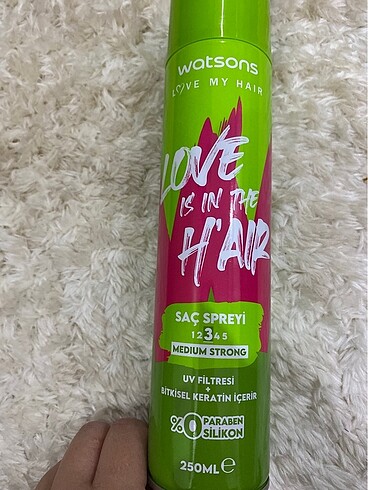 watsons
LOVE MY HAIR
LOVE
IS IN THE
H'AIR
SAÇ SPREYİ
12345
MEDIUM STRONG
UV FİLTRESİ
+
BİTKİSEL KERATİN İÇERİR
%0 PARABEN
SİLİKON
250ML e